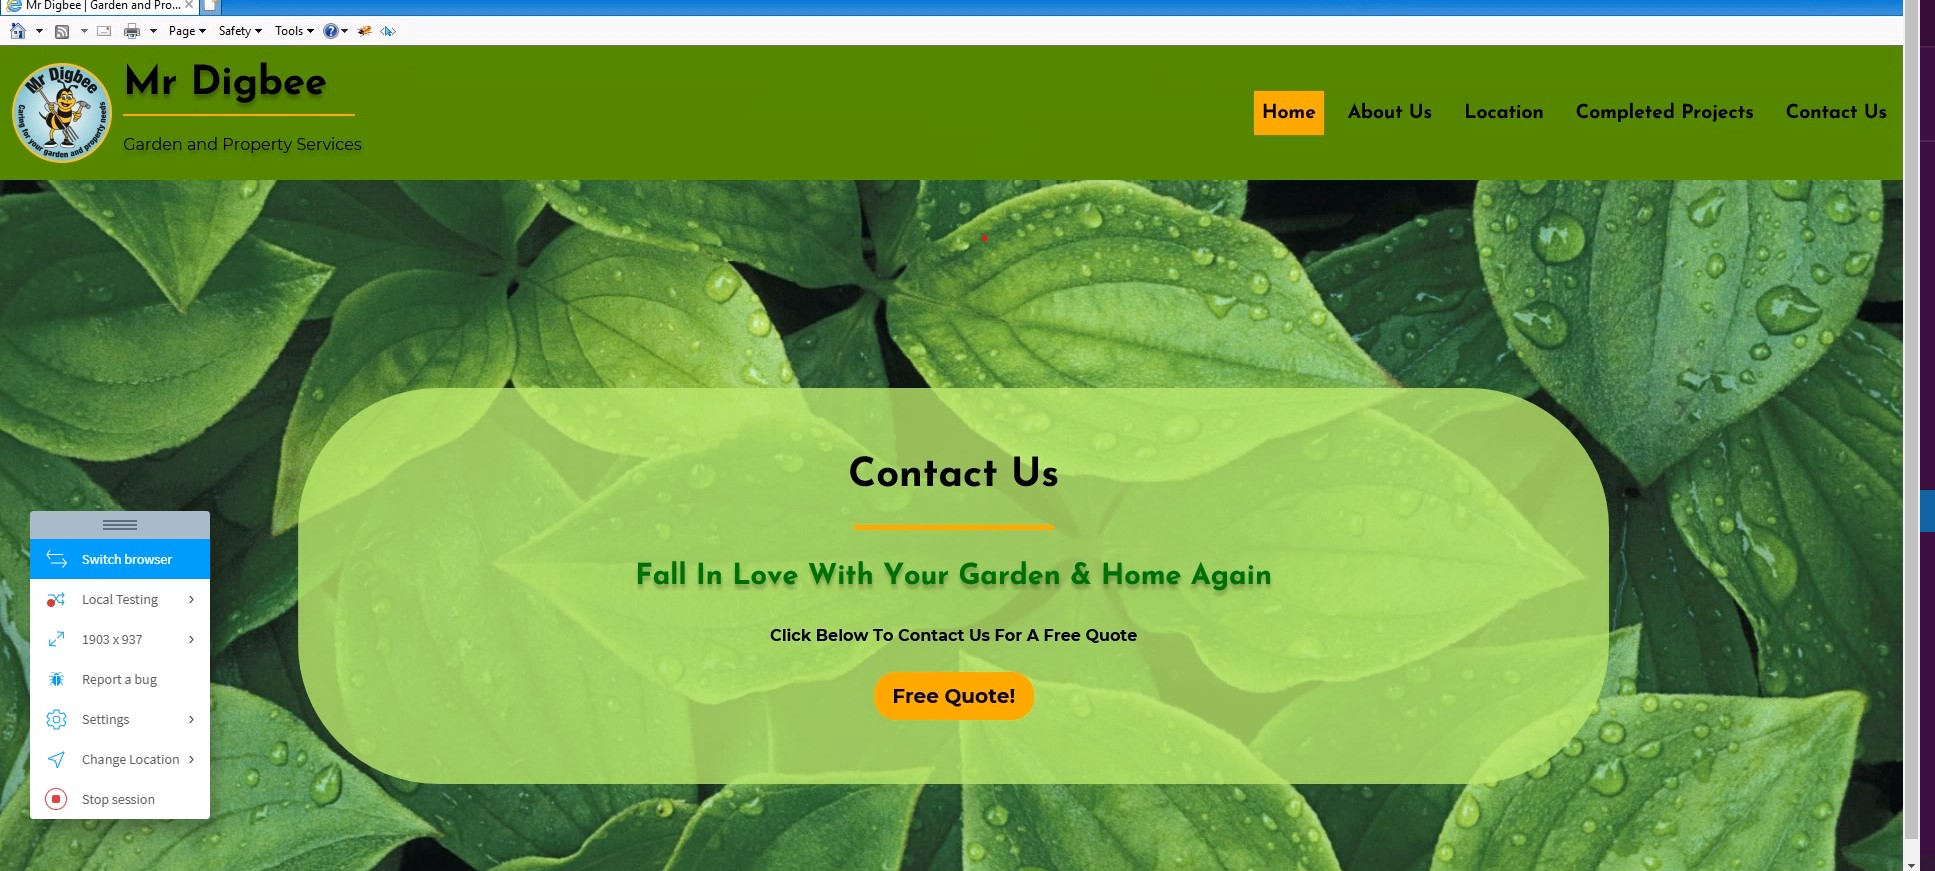 Mr Digbee | Garden and Pro...
Page Safety Tools
Mr Digbee
Caring for your garden and property needs
Mr Digbee
Garden and Property Services
Home About Us Location Completed Projects Contact Us
Contact Us
Fall In Love With Your Garden & Home Again
Click Below To Contact Us For A Free Quote
Free Quote!
Switch browser
Local Testing
1903 x 937
Report a bug
Settings
Change Location
Stop session